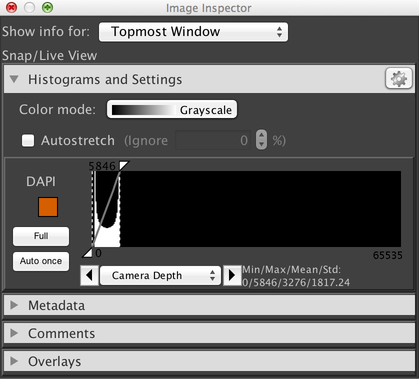 Image Inspector
Show info for: Topmost Window
Snap/Live View
Histograms and Settings
Color mode: Grayscale
Autostretch (Ignore 0 %)
5846
DAPI
Full
Auto once
0 65535
Camera Depth
Min/Max/Mean/Std:
0/5846/3276/1817.24
Metadata
Comments
Overlays